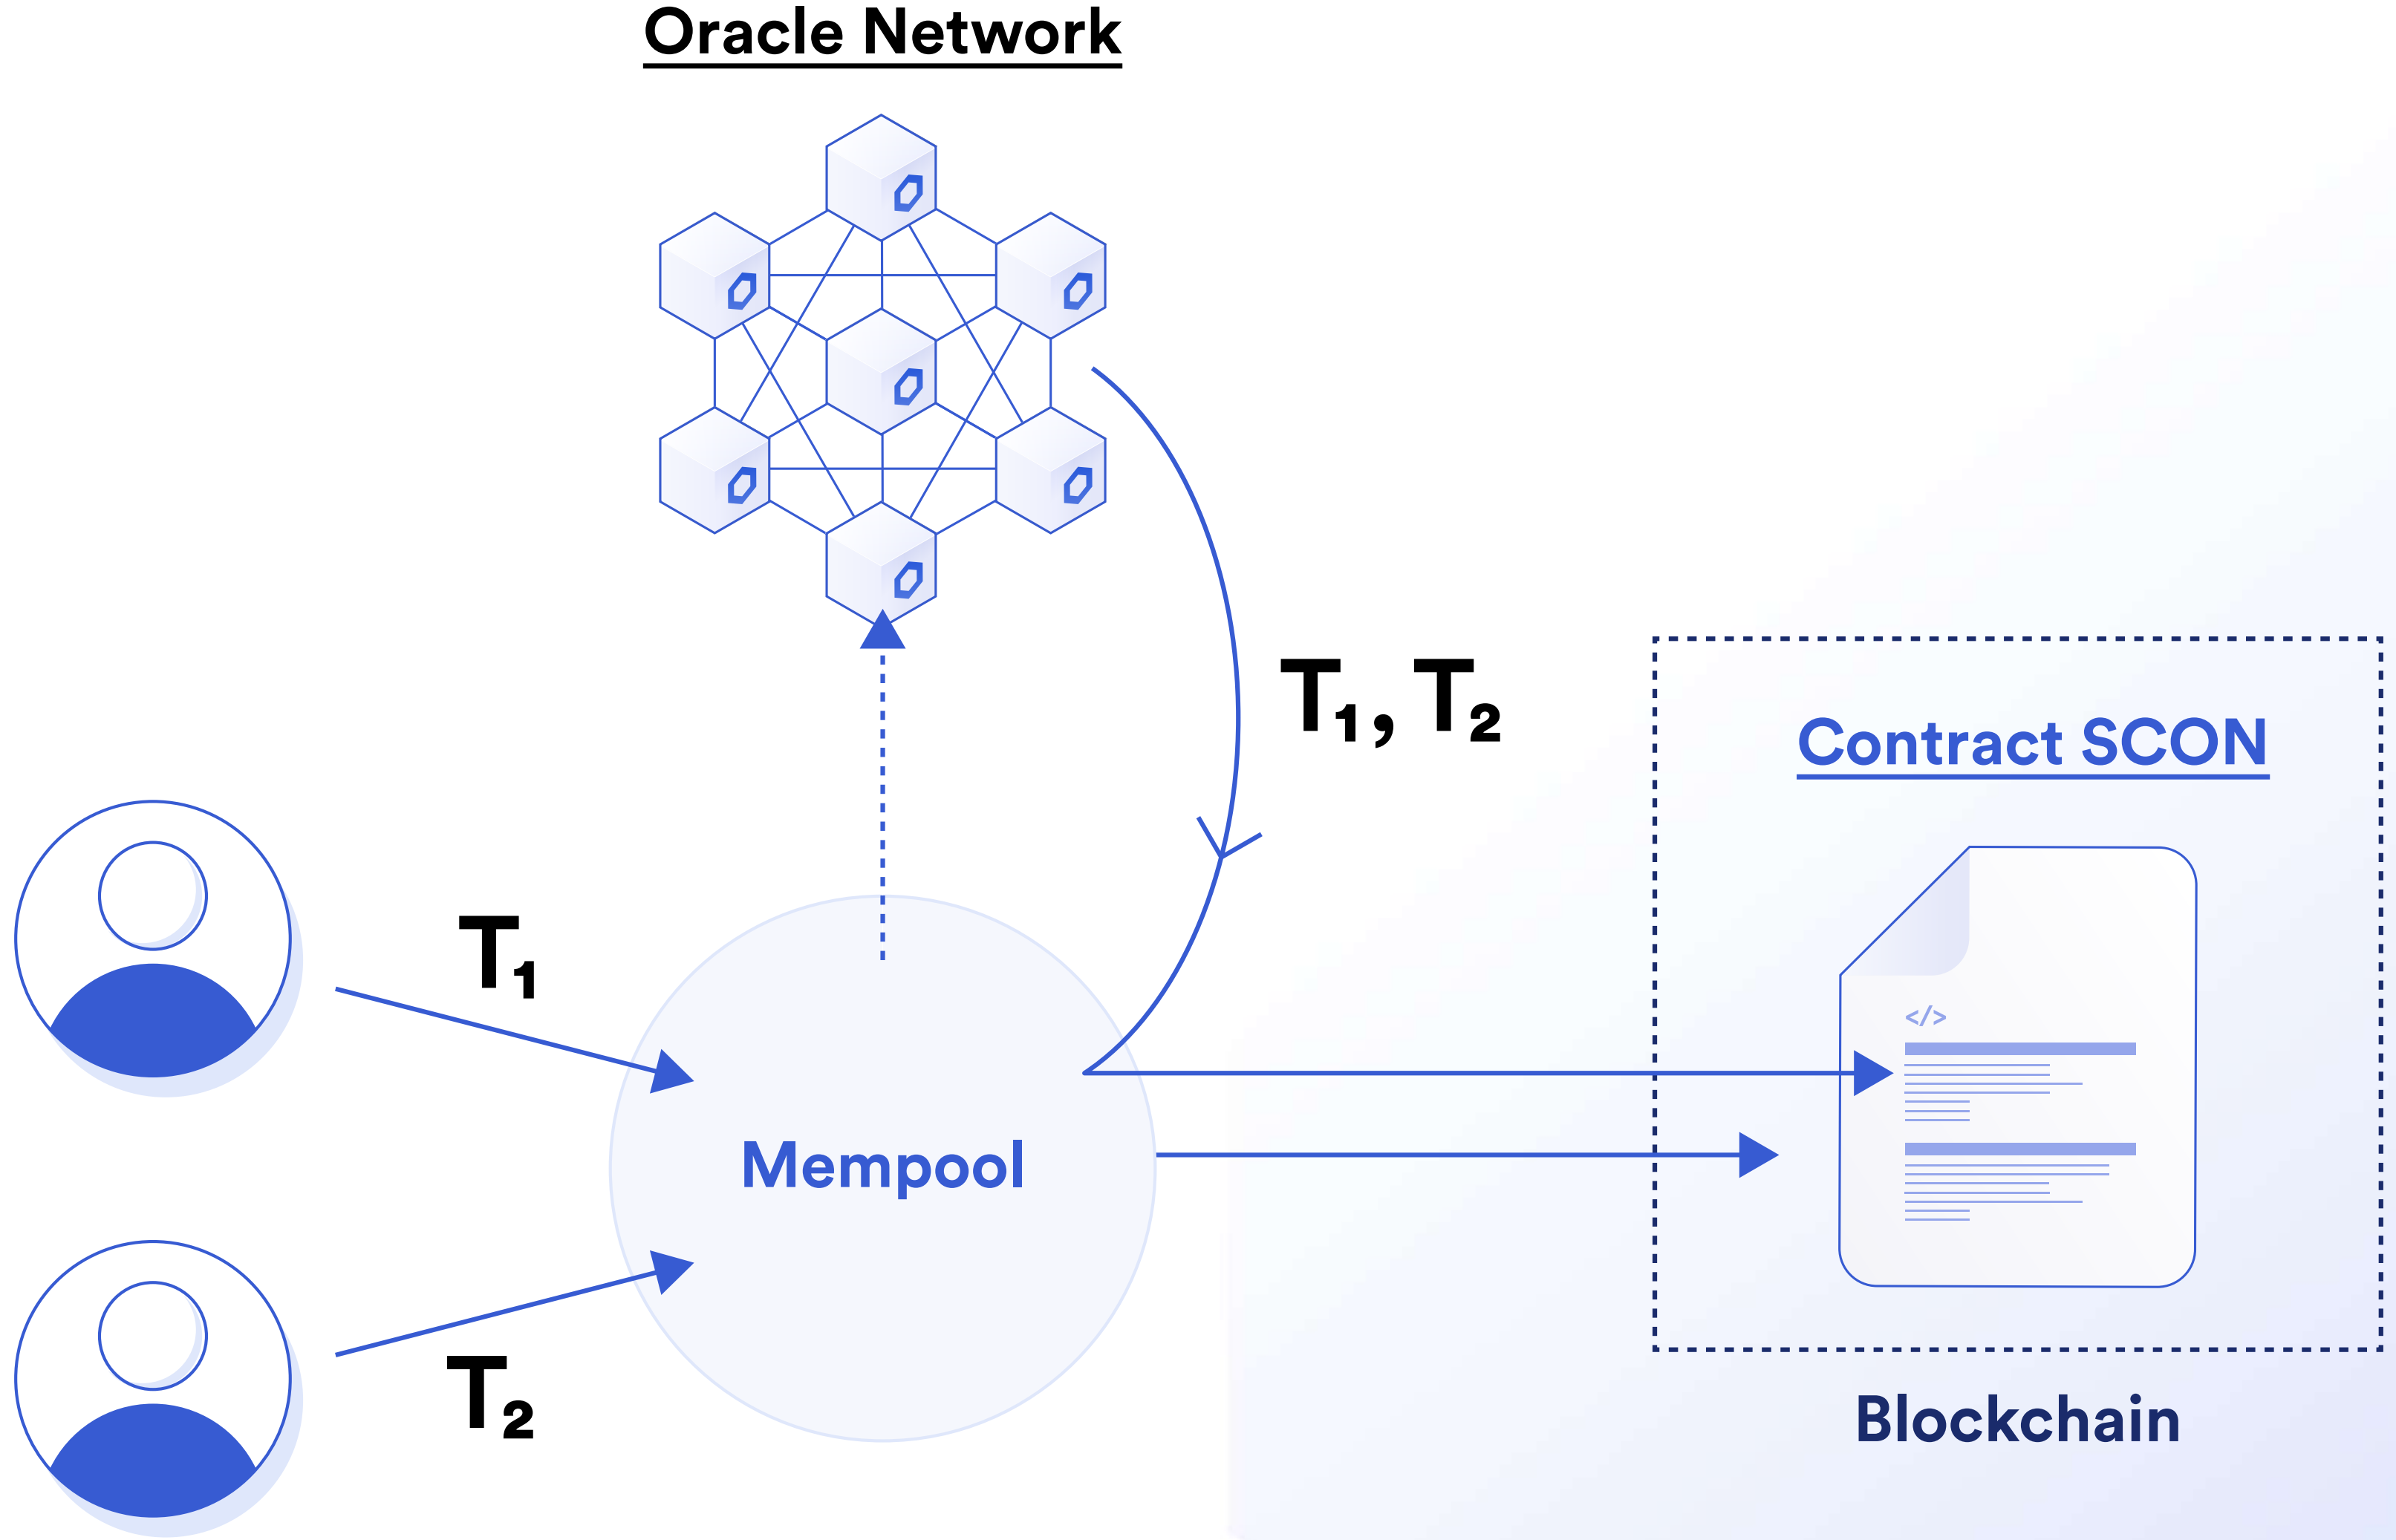 Oracle Network
T₁, T₂
Contract SCON
T₁
</>
Mempool
T₂
Blockchain